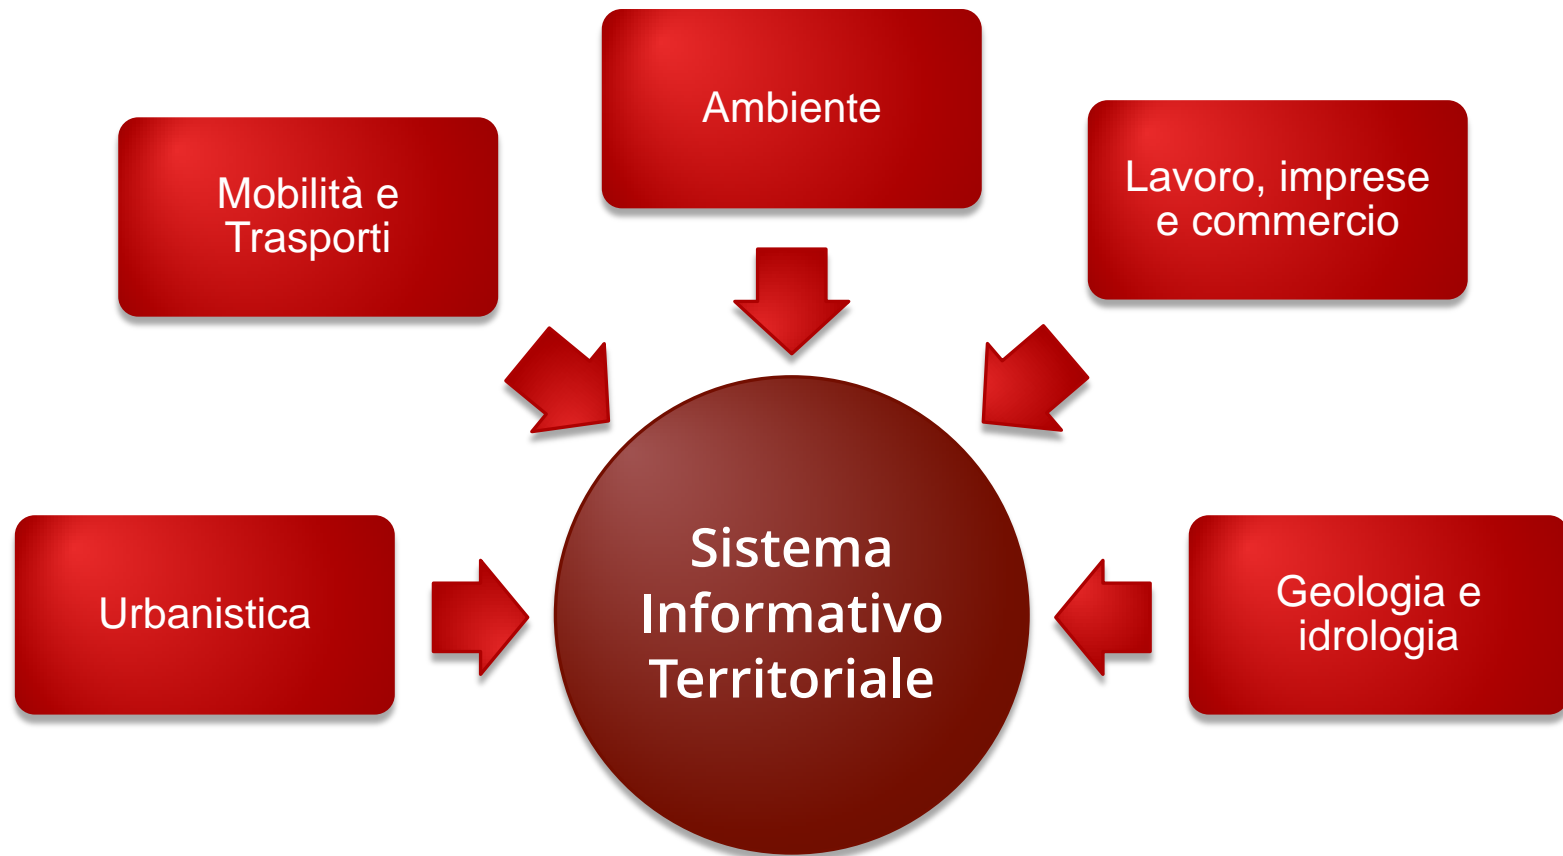 Ambiente
Mobilità e
Trasporti
Lavoro, imprese
e commercio
Urbanistica
Sistema
Informativo
Territoriale
Geologia e
idrologia